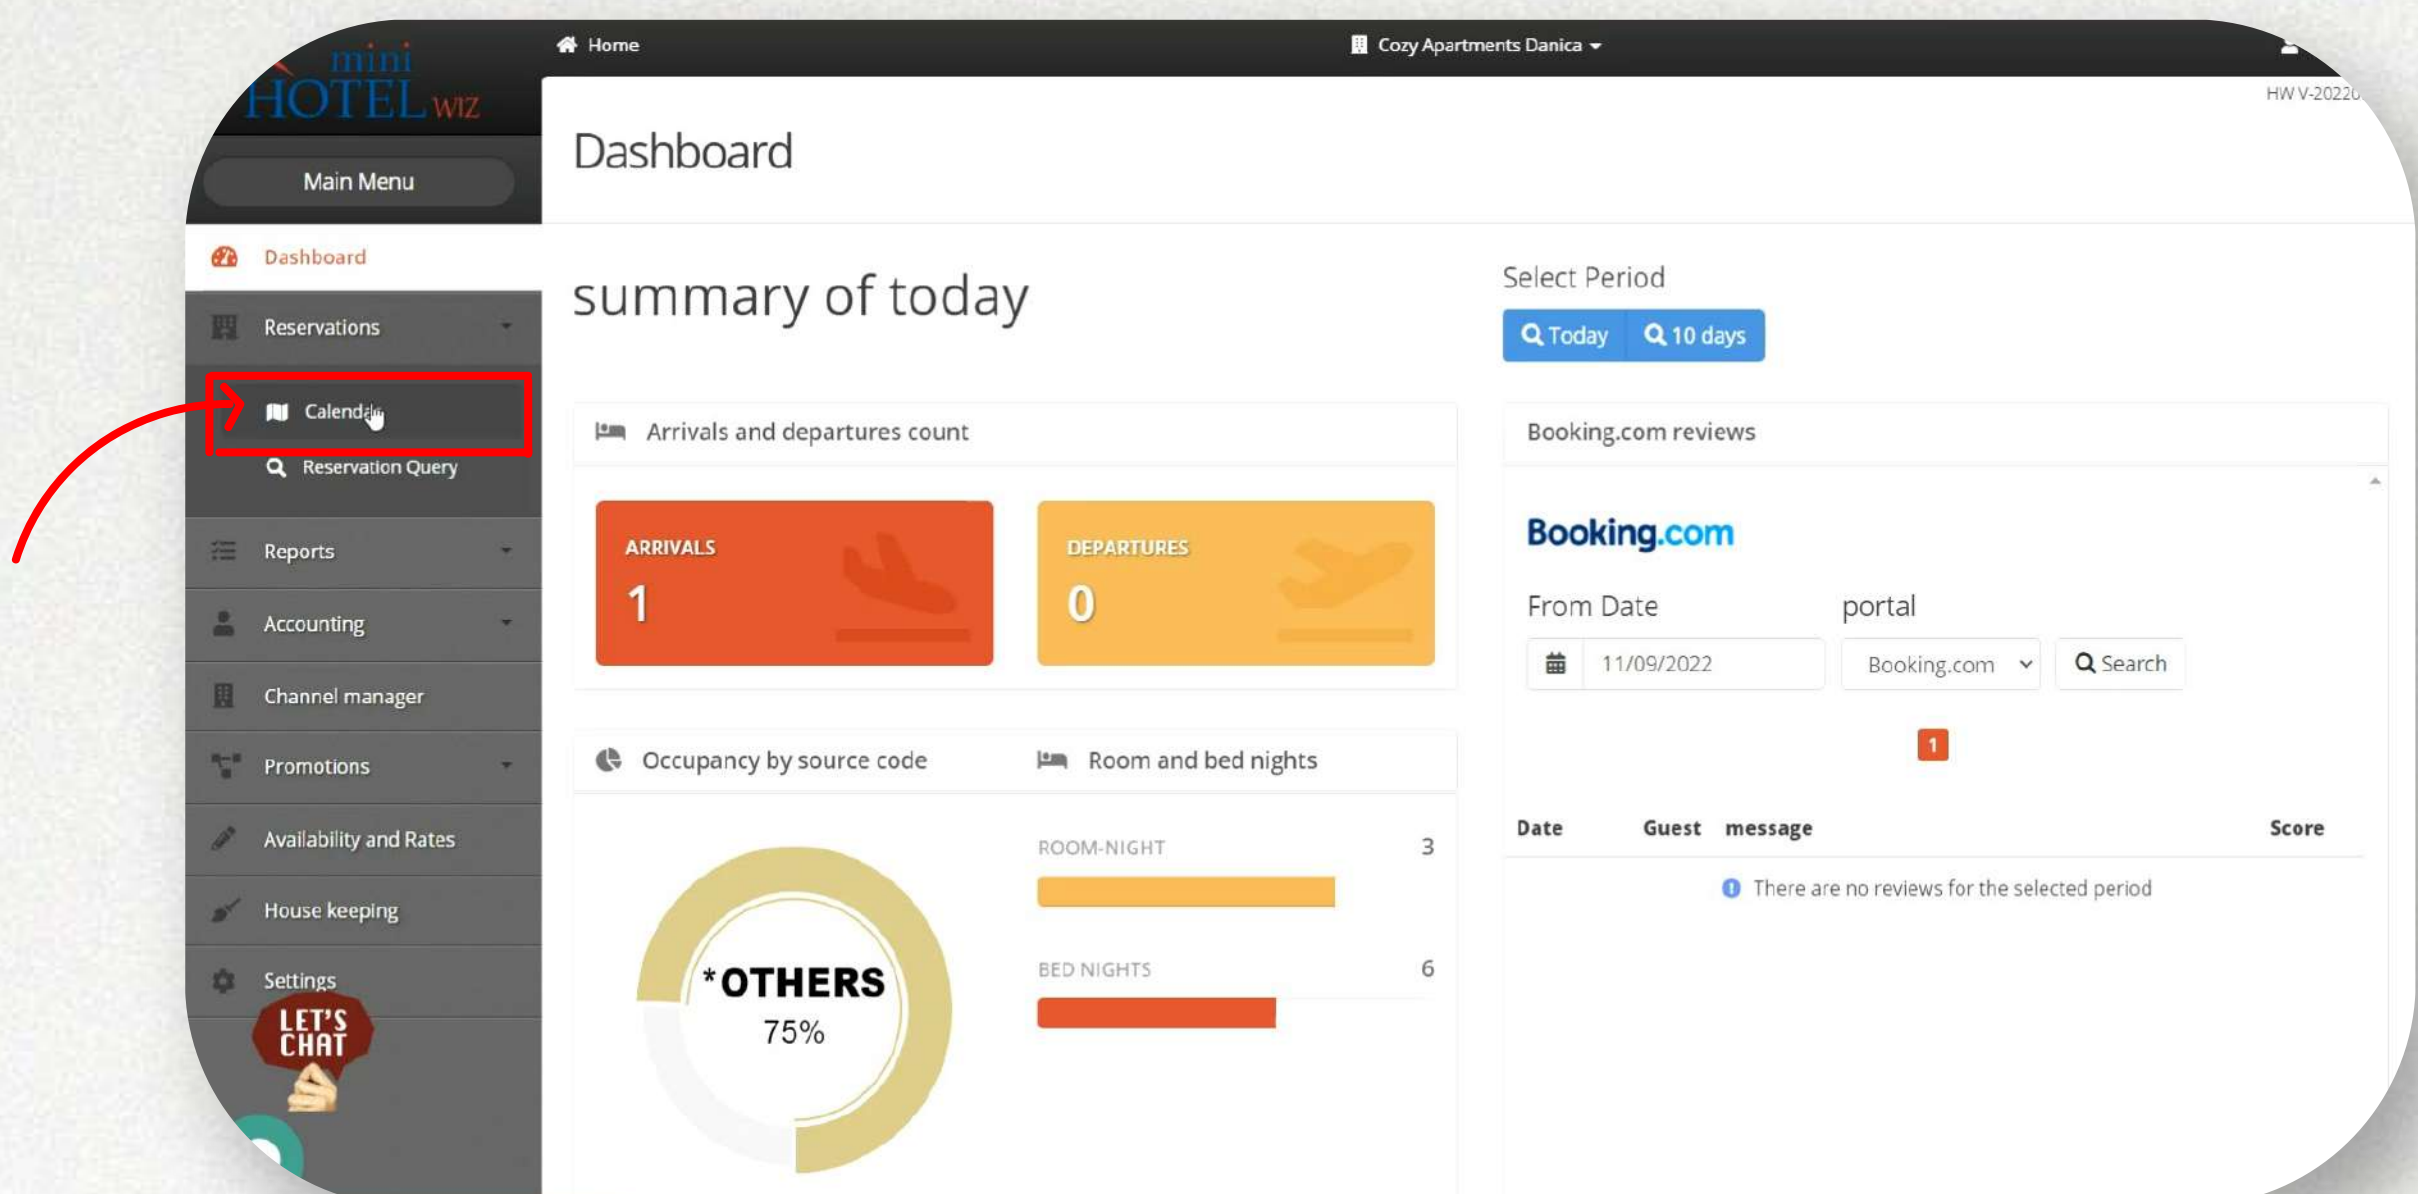 mini
HOTEL WIZ
Home
Cozy Apartments Danica
Main Menu
Dashboard
Reservations
Reservation Query
Reports
Accounting
Channel manager
Promotions
Availability and Rates
House keeping
Settings
LET'S
CHAT
Dashboard
summary of today
Arrivals and departures count
ARRIVALS
1
DEPARTURES
0
Occupancy by source code
*OTHERS
75%
Room and bed nights
ROOM-NIGHT 3
BED NIGHTS 6
Select Period
Today 10 days
Booking.com reviews
Booking.com
From Date portal
11/09/2022 Booking.com Search
1
Date Guest message Score
There are no reviews for the selected period